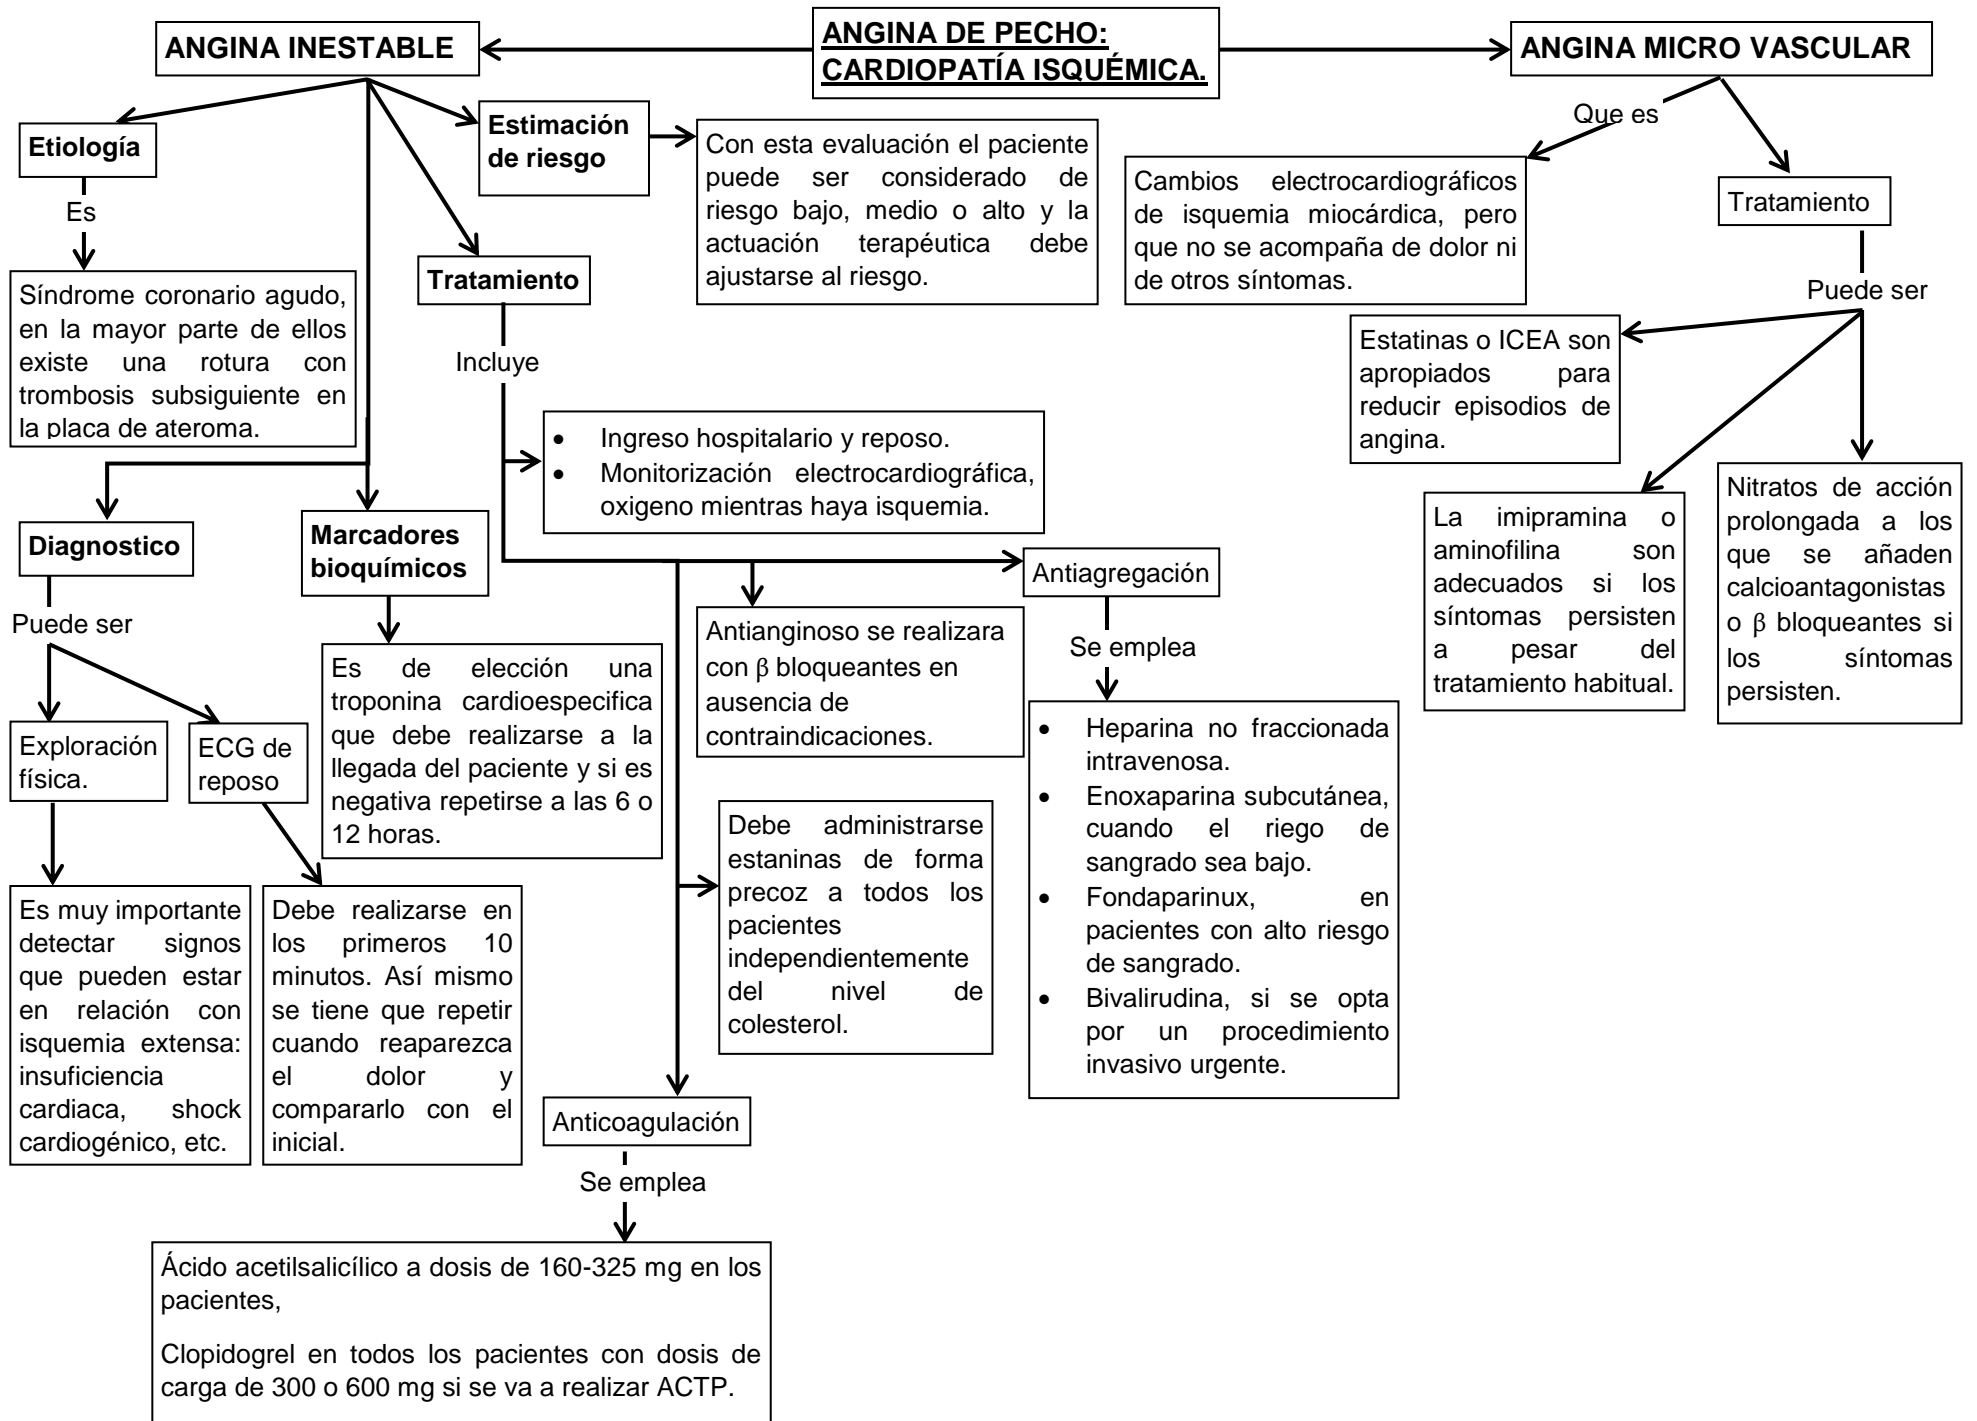 ANGINA DE PECHO:
CARDIOPATÍA ISQUÉMICA.
ANGINA INESTABLE
ANGINA MICRO VASCULAR
Etiología
Es
Síndrome coronario agudo,
en la mayor parte de ellos
existe una rotura con
trombosis subsiguiente en
la placa de ateroma.
Estimación
de riesgo
Con esta evaluación el paciente
puede ser considerado de
riesgo bajo, medio o alto y la
actuación terapéutica debe
ajustarse al riesgo.
Que es
Cambios electrocardiográficos
de isquemia miocárdica, pero
que no se acompaña de dolor ni
de otros síntomas.
Tratamiento
Puede ser
Estatinas o ICEA son
apropiados para
reducir episodios de
angina.
La imipramina o
aminofilina son
adecuados si los
síntomas persisten
a pesar del
tratamiento habitual.
Nitratos de acción
prolongada a los
que se añaden
calcioantagonistas
o β bloqueantes si
los síntomas
persisten.
Tratamiento
Incluye
• Ingreso hospitalario y reposo.
• Monitorización electrocardiográfica,
oxigeno mientras haya isquemia.
Diagnostico
Puede ser
Exploración
física.
ECG de
reposo
Es muy importante
detectar signos
que pueden estar
en relación con
isquemia extensa:
insuficiencia
cardiaca, shock
cardiogénico, etc.
Debe realizarse en
los primeros 10
minutos. Así mismo
se tiene que repetir
cuando reaparezca
el dolor y
compararlo con el
inicial.
Marcadores
bioquímicos
Es de elección una
troponina cardioespecifica
que debe realizarse a la
llegada del paciente y si es
negativa repetirse a las 6 o
12 horas.
Antianginoso se realizara
con β bloqueantes en
ausencia de
contraindicaciones.
Antiagregación
Se emplea
• Heparina no fraccionada
intravenosa.
• Enoxaparina subcutánea,
cuando el riego de
sangrado sea bajo.
• Fondaparinux, en
pacientes con alto riesgo
de sangrado.
• Bivalirudina, si se opta
por un procedimiento
invasivo urgente.
Debe administrarse
estaninas de forma
precoz a todos los
pacientes
independientemente
del nivel de
colesterol.
Anticoagulación
Se emplea
Ácido acetilsalicílico a dosis de 160-325 mg en los
pacientes,
Clopidogrel en todos los pacientes con dosis de
carga de 300 o 600 mg si se va a realizar ACTP.